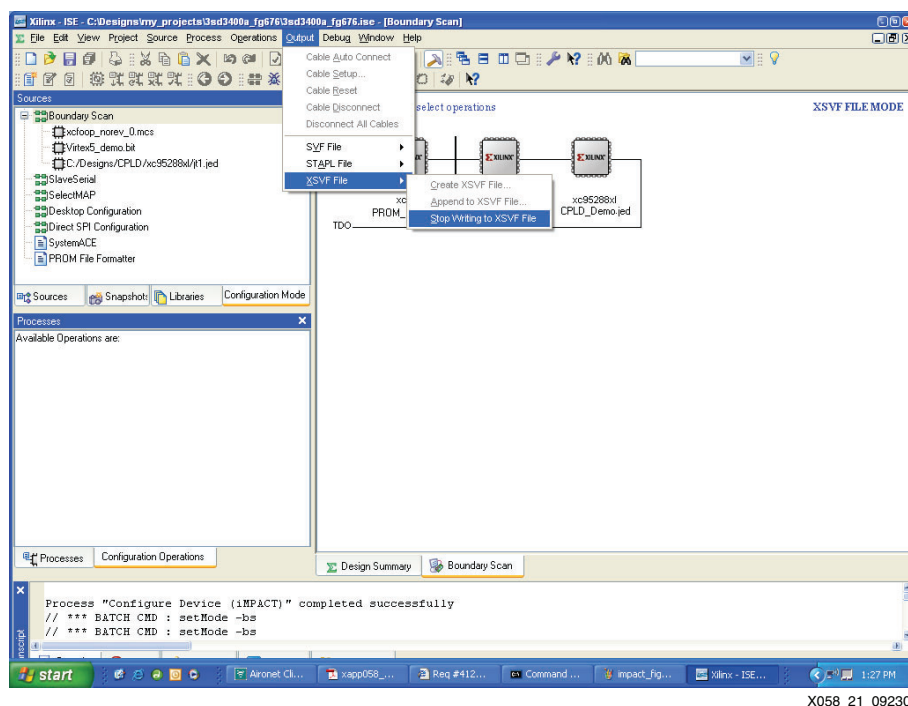 Xilinx - ISE - C:\Designs\my_projects\3sd3400a_fg676\3sd3400a_fg676.ise - [Boundary Scan]
File Edit View Project Source Process Operations Output Debug Window Help
Cable Auto Connect
Cable Setup...
Cable Reset
Cable Disconnect
Disconnect All Cables
SVF File
STAPL File
XSVF File
Create XSVF File...
Append to XSVF File...
Stop Writing to XSVF File
Sources
Boundary Scan
xcfoop_norev_0.mcs
Virtex5_demo.bit
C:/Designs/CPLD/xc95288xl/jt1.jed
SlaveSerial
SelectMAP
Desktop Configuration
Direct SPI Configuration
SystemACE
PROM File Formatter
Sources Snapshots Libraries Configuration Mode
select operations
XSVF FILE MODE
XILINX XILINX
xc
PROM_
xc95288xl
CPLD_Demo.jed
TDO
Processes
Available Operations are:
Processes Configuration Operations
Design Summary Boundary Scan
Process "Configure Device (iMPACT)" completed successfully
// *** BATCH CMD : setMode -bs
// *** BATCH CMD : setMode -bs
start Aironet Cli... xapp058_... Req #412... Command ... impact_fig... Xilinx - ISE... 1:27 PM
X058_21_09230